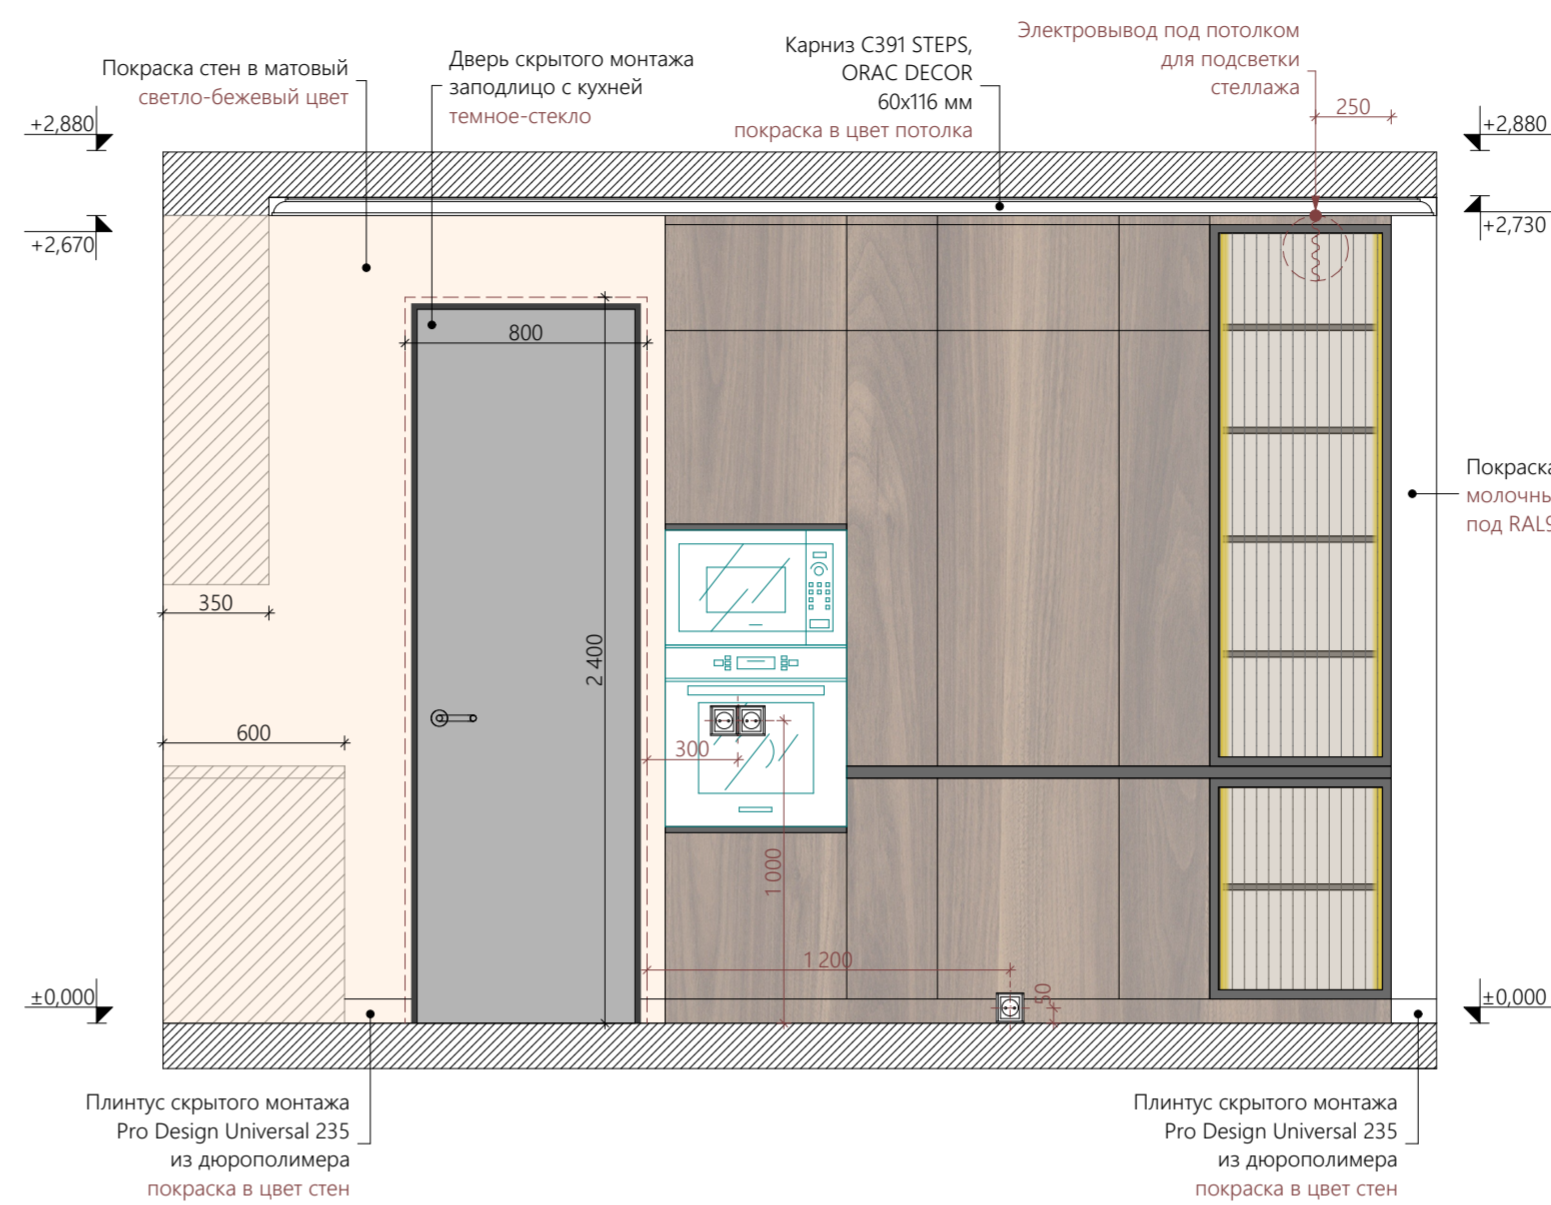 Электровывод под потолком
для подсветки
стеллажа
Карниз C391 STEPS,
ORAC DECOR
60x116 мм
покраска в цвет потолка
Дверь скрытого монтажа
заподлицо с кухней
темное-стекло
Покраска стен в матовый
светло-бежевый цвет
250
+2,880
+2,880
+2,670
+2,730
800
Покраска
молочны
под RAL9
350
2 400
600
300
1 000
1 200
50
±0,000
±0,000
Плинтус скрытого монтажа
Pro Design Universal 235
из дюрополимера
покраска в цвет стен
Плинтус скрытого монтажа
Pro Design Universal 235
из дюрополимера
покраска в цвет стен